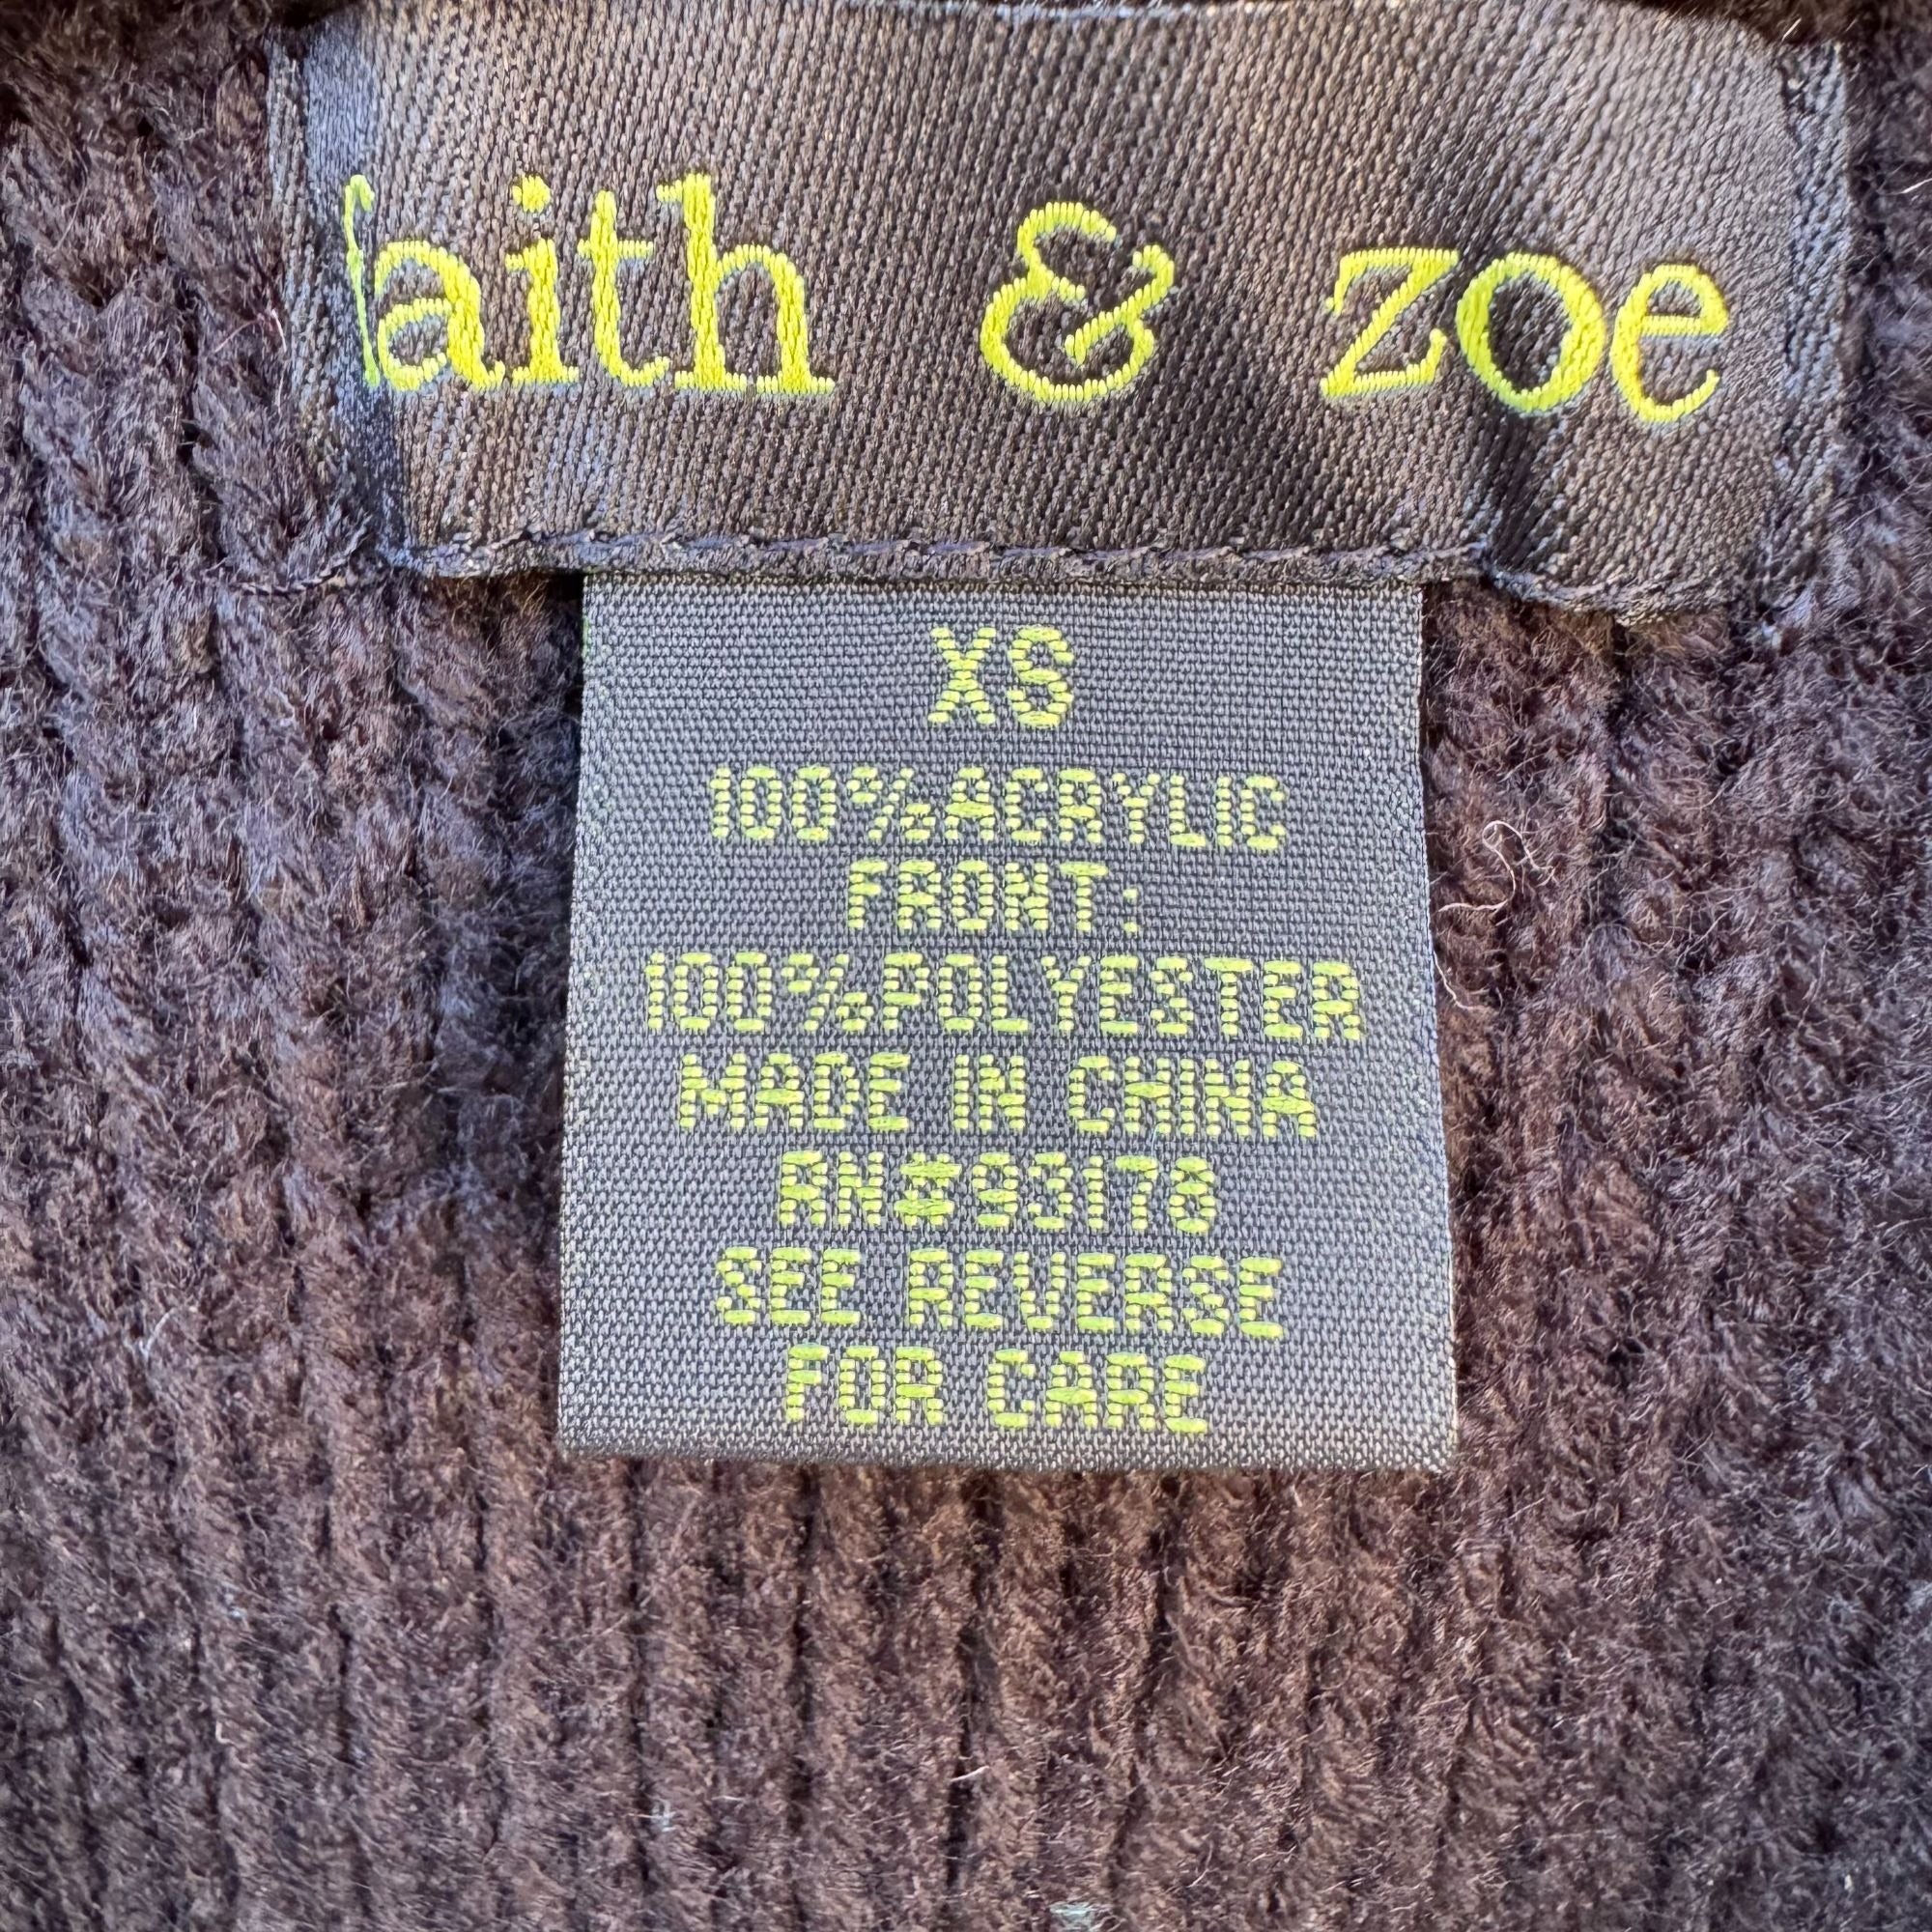 faith & zoe
XS
100%ACRYLIC
FRONT:
100%POLYESTER
MADE IN CHINA
RN#93178
SEE REVERSE
FOR CARE